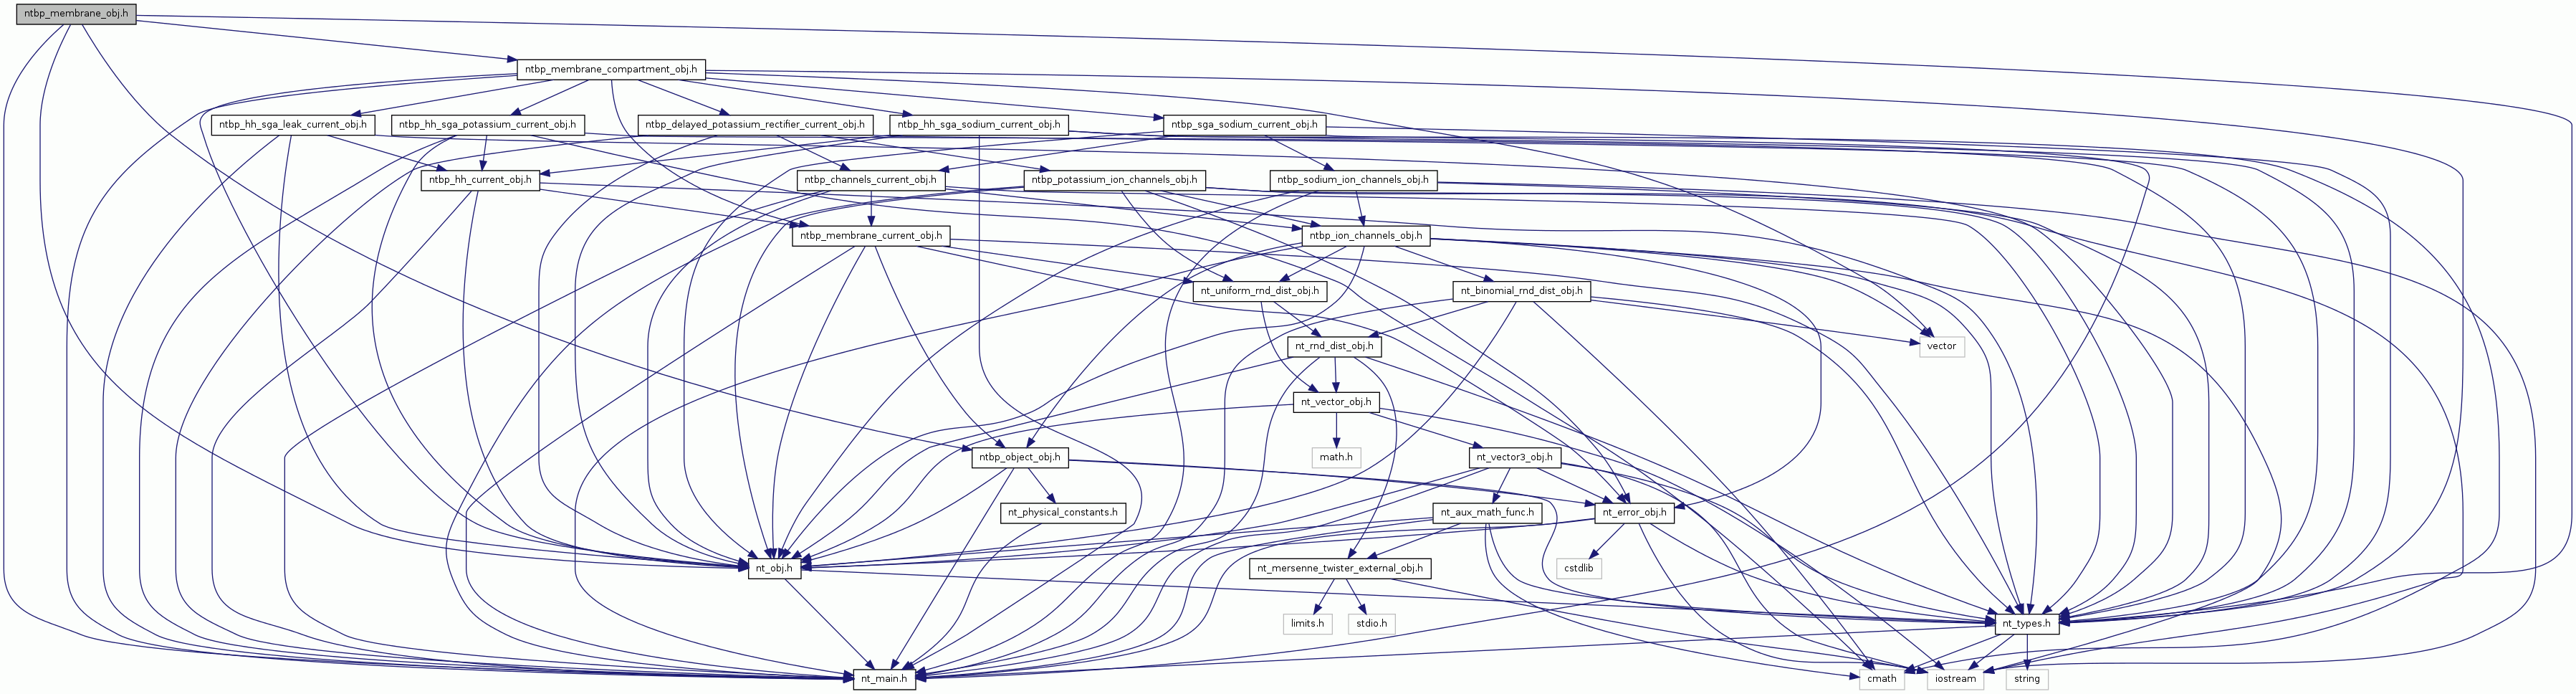 ntbp_membrane_obj.h
ntbp_membrane_compartment_obj.h
ntbp_hh_sga_leak_current_obj.h
ntbp_hh_sga_potassium_current_obj.h
ntbp_delayed_potassium_rectifier_current_obj.h
ntbp_hh_sga_sodium_current_obj.h
ntbp_sga_sodium_current_obj.h
ntbp_hh_current_obj.h
ntbp_channels_current_obj.h
ntbp_potassium_ion_channels_obj.h
ntbp_sodium_ion_channels_obj.h
ntbp_membrane_current_obj.h
ntbp_ion_channels_obj.h
nt_uniform_rnd_dist_obj.h
nt_binomial_rnd_dist_obj.h
nt_rnd_dist_obj.h
vector
nt_vector_obj.h
ntbp_object_obj.h
math.h
nt_vector3_obj.h
nt_physical_constants.h
nt_aux_math_func.h
nt_error_obj.h
nt_obj.h
nt_mersenne_twister_external_obj.h
cstdlib
limits.h
stdio.h
nt_types.h
nt_main.h
cmath
iostream
string